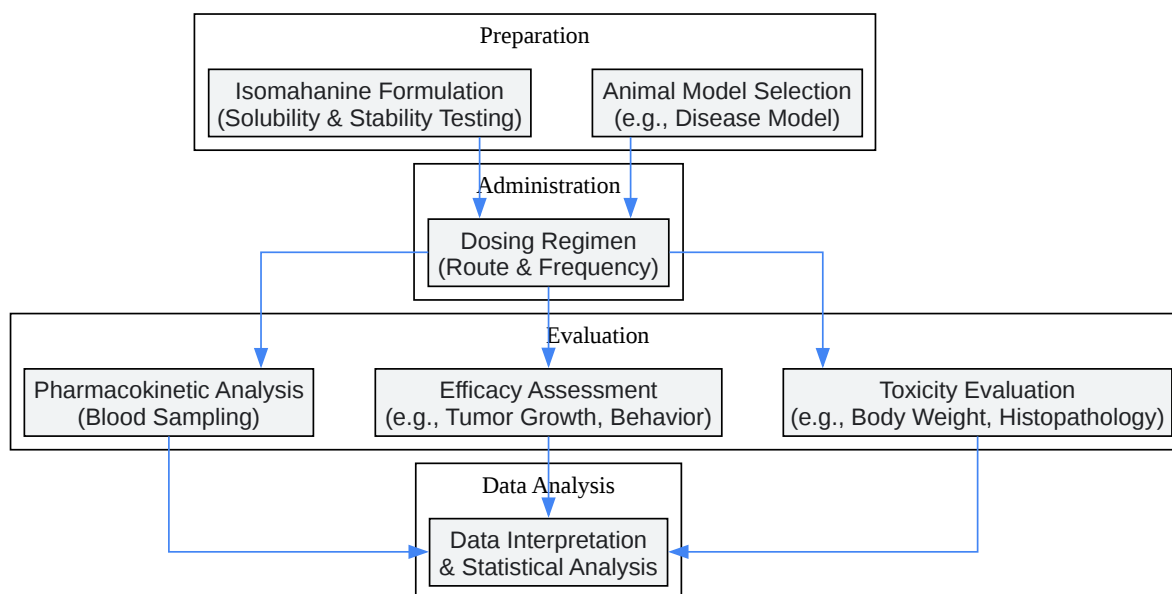 Preparation
Isomahanine Formulation
(Solubility & Stability Testing)
Animal Model Selection
(e.g., Disease Model)
Administration
Dosing Regimen
(Route & Frequency)
Evaluation
Pharmacokinetic Analysis
(Blood Sampling)
Efficacy Assessment
(e.g., Tumor Growth, Behavior)
Toxicity Evaluation
(e.g., Body Weight, Histopathology)
Data Analysis
Data Interpretation
& Statistical Analysis